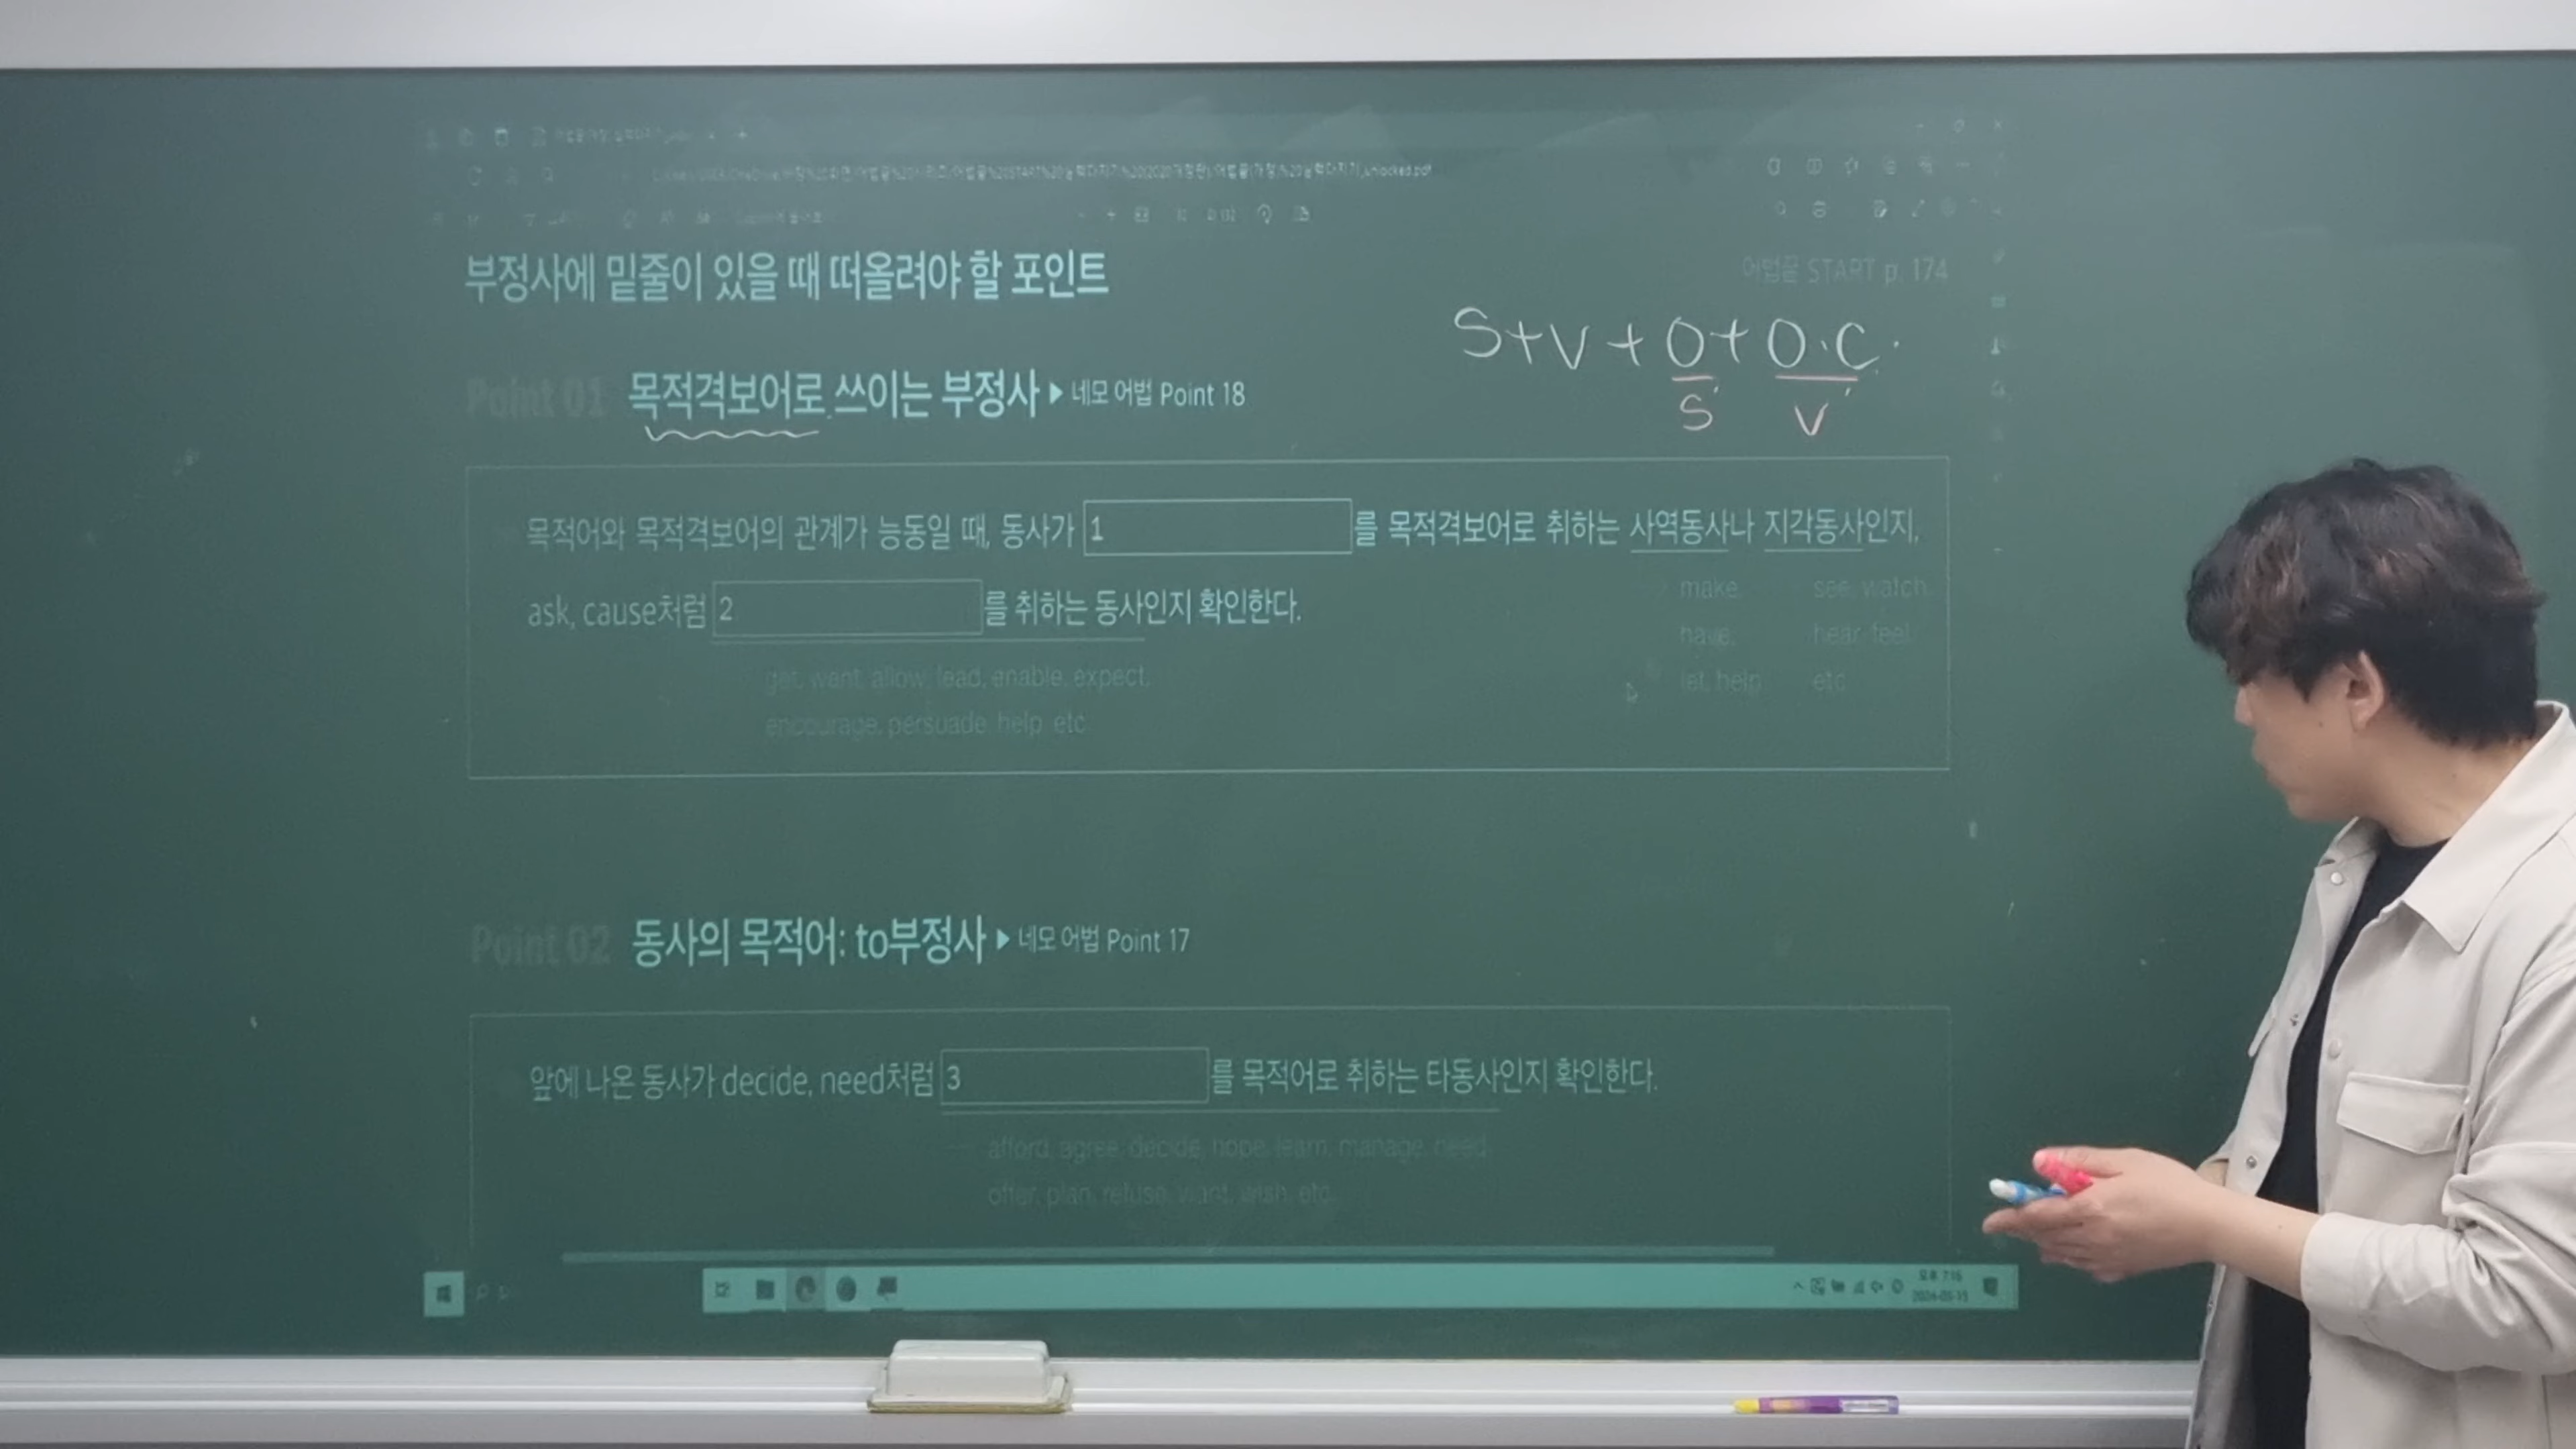 부정사에 밑줄이 있을 때 떠올려야 할 포인트
어법끝 START p. 174
S+V+O+O.C.
S' V'
Point 01 목적격보어로 쓰이는 부정사 ▶ 네모 어법 Point 18
목적어와 목적격보어의 관계가 능동일 때, 동사가 1 를 목적격보어로 취하는 사역동사나 지각동사인지,
ask, cause처럼 2 를 취하는 동사인지 확인한다.
make, see, watch,
have, hear, feel,
let, help etc.
get, want, allow, lead, enable, expect,
encourage, persuade, help, etc.
Point 02 동사의 목적어: to부정사 ▶ 네모 어법 Point 17
앞에 나온 동사가 decide, need처럼 3 를 목적어로 취하는 타동사인지 확인한다.
afford, agree, decide, hope, learn, manage, need,
offer, plan, refuse, want, wish, etc.